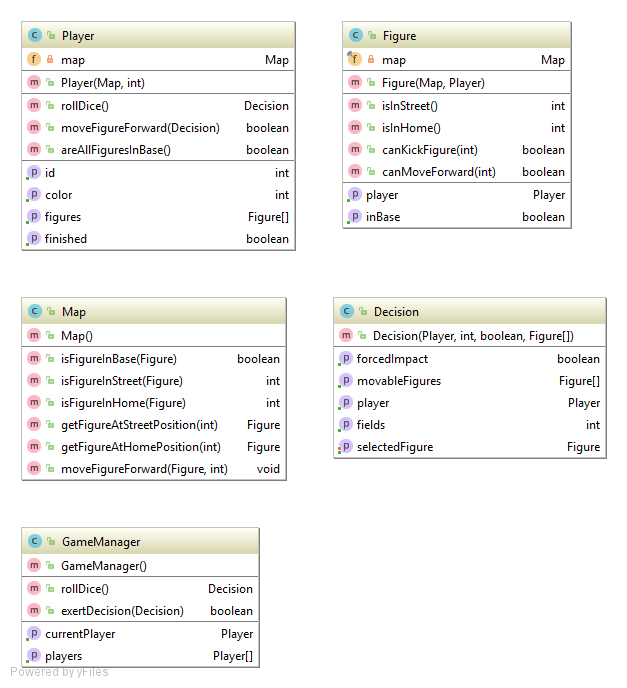 Player
map Map
Player(Map, int)
rollDice() Decision
moveFigureForward(Decision) boolean
areAllFiguresInBase() boolean
id int
color int
figures Figure[]
finished boolean
Figure
map Map
Figure(Map, Player)
isInStreet() int
isInHome() int
canKickFigure(int) boolean
canMoveForward(int) boolean
player Player
inBase boolean
Map
Map()
isFigureInBase(Figure) boolean
isFigureInStreet(Figure) int
isFigureInHome(Figure) int
getFigureAtStreetPosition(int) Figure
getFigureAtHomePosition(int) Figure
moveFigureForward(Figure, int) void
Decision
Decision(Player, int, boolean, Figure[])
forcedImpact boolean
movableFigures Figure[]
player Player
fields int
selectedFigure Figure
GameManager
GameManager()
rollDice() Decision
exertDecision(Decision) boolean
currentPlayer Player
players Player[]
Powered by yFiles